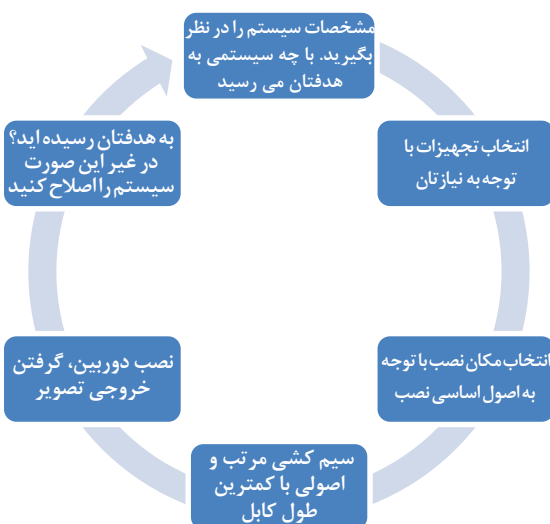 مشخصات سیستم را در نظر
بگیرید. با چه سیستمی به
هدفتان می رسید
انتخاب تجهیزات با
توجه به نیازتان
انتخاب مکان نصب با توجه
به اصول اساسی نصب
سیم کشی مرتب و
اصولی با کمترین
طول کابل
نصب دوربین، گرفتن
خروجی تصویر
به هدفتان رسیده اید؟
در غیر این صورت
سیستم را اصلاح کنید